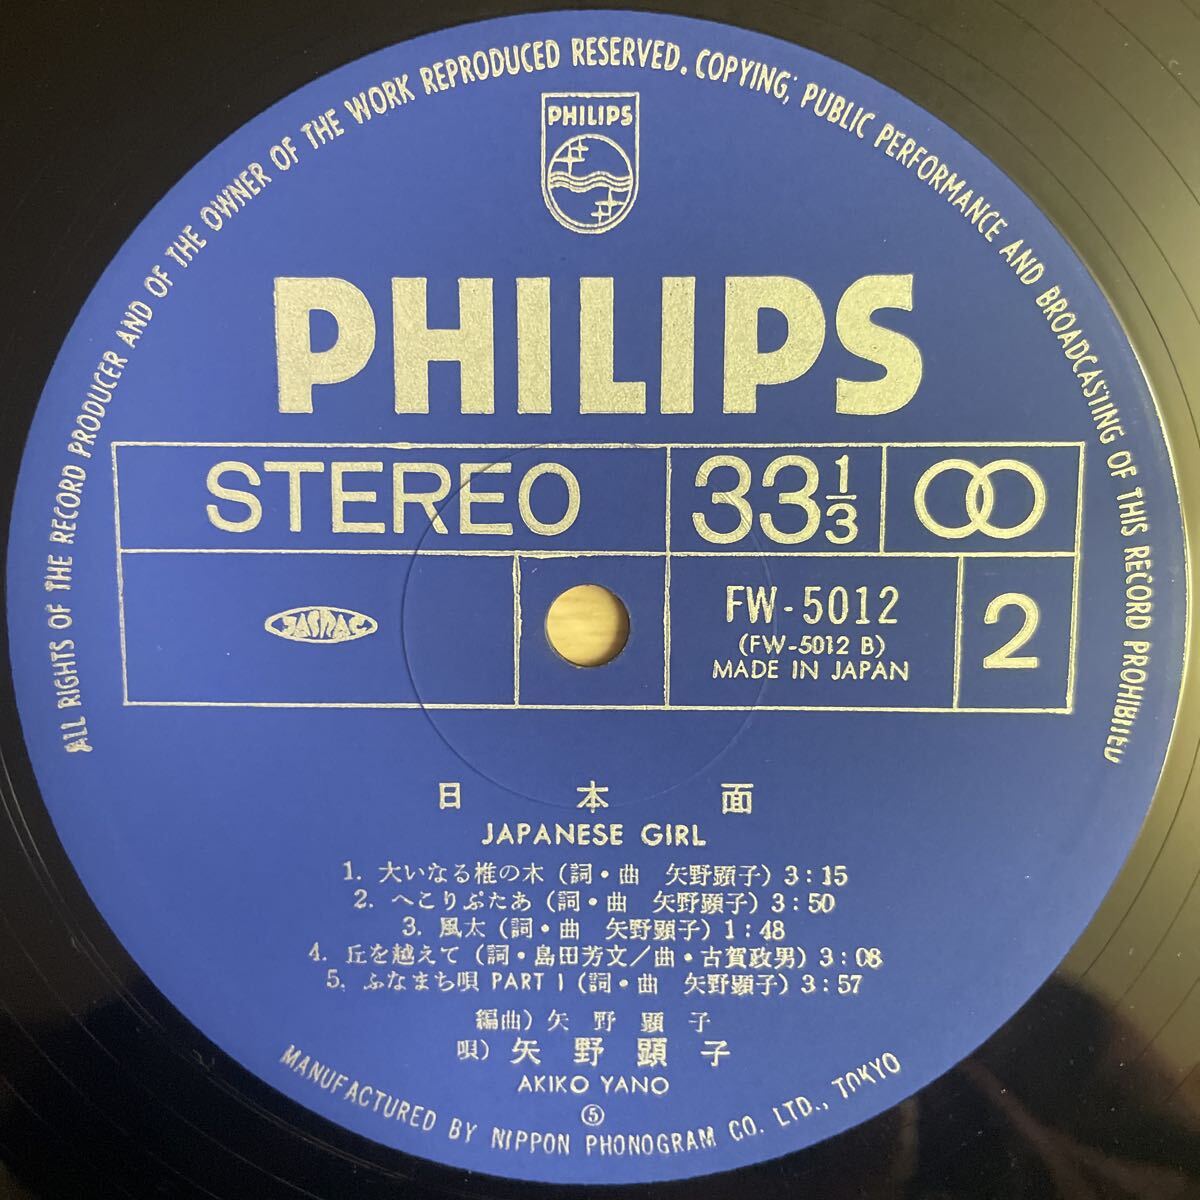 ALL RIGHTS OF THE RECORD PRODUCER AND OF THE OWNER OF THE WORK REPRODUCED RESERVED. COPYING, PUBLIC PERFORMANCE AND BROADCASTING OF THIS RECORD PROHIBITED
PHILIPS
PHILIPS
STEREO 33 1/3
JASRAC FW-5012 2
(FW-5012 B)
MADE IN JAPAN
日本面
JAPANESE GIRL
1. 大いなる椎の木 (詞・曲 矢野顕子) 3:15
2. へこりぷたあ (詞・曲 矢野顕子) 3:50
3. 風太 (詞・曲 矢野顕子) 1:48
4. 丘を越えて (詞・島田芳文/曲・古賀政男) 3:08
5. ふなまち唄 PART I (詞・曲 矢野顕子) 3:57
編曲) 矢野顕子
唄) 矢野顕子
AKIKO YANO
⑤
MANUFACTURED BY NIPPON PHONOGRAM CO. LTD., TOKYO